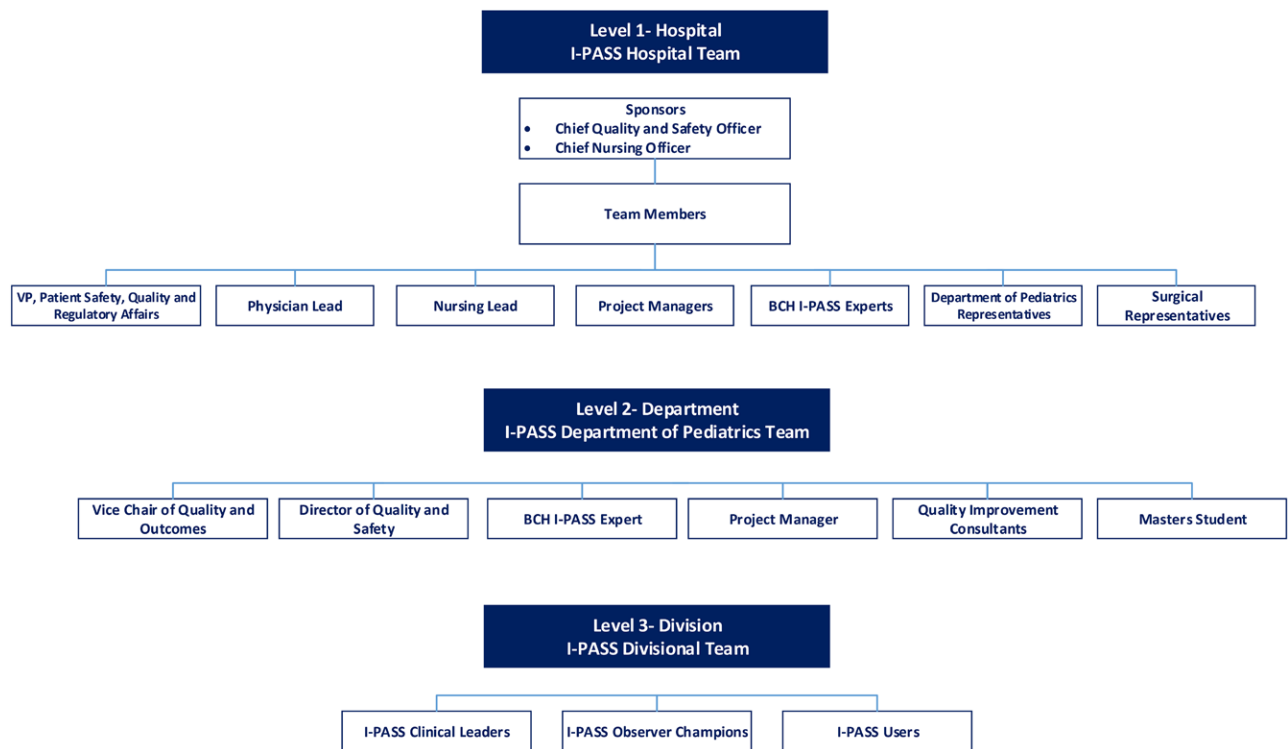 Level 1- Hospital
I-PASS Hospital Team
Sponsors
• Chief Quality and Safety Officer
• Chief Nursing Officer
Team Members
VP, Patient Safety, Quality and
Regulatory Affairs
Physician Lead
Nursing Lead
Project Managers
BCH I-PASS Experts
Department of Pediatrics
Representatives
Surgical
Representatives
Level 2- Department
I-PASS Department of Pediatrics Team
Vice Chair of Quality and
Outcomes
Director of Quality and
Safety
BCH I-PASS Expert
Project Manager
Quality Improvement
Consultants
Masters Student
Level 3- Division
I-PASS Divisional Team
I-PASS Clinical Leaders
I-PASS Observer Champions
I-PASS Users